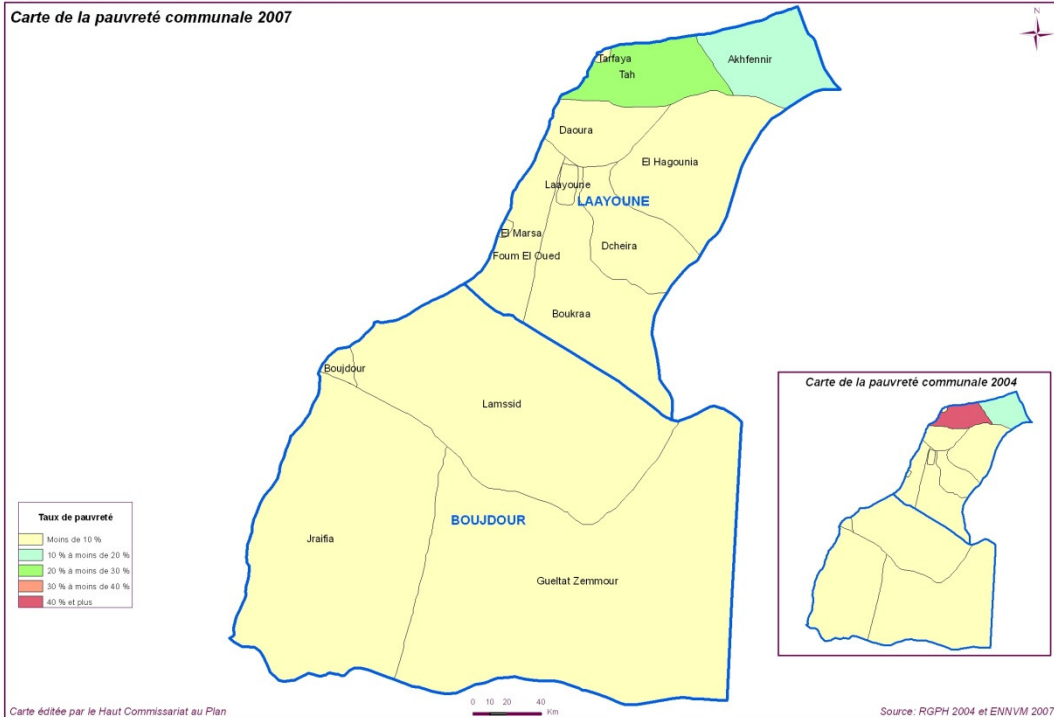 Carte de la pauvreté communale 2007
N
Tarfaya
Tah
Akhfennir
Daoura
El Hagounia
Laayoune
LAAYOUNE
El Marsa
Dcheira
Foum El Oued
Boukraa
Boujdour
Lamssid
BOUJDOUR
Jraifia
Gueltat Zemmour
Carte de la pauvreté communale 2004
Taux de pauvreté
Moins de 10 %
10 % à moins de 20 %
20 % à moins de 30 %
30 % à moins de 40 %
40 % et plus
0 10 20 40
Km
Carte éditée par le Haut Commissariat au Plan
Source: RGPH 2004 et ENNVM 2007